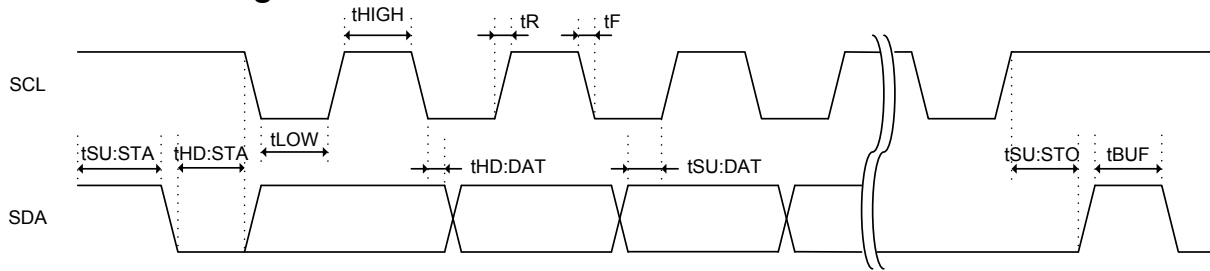 tHIGH
tR
tF
SCL
tSU:STA
tHD:STA
tLOW
tHD:DAT
tSU:DAT
tSU:STO
tBUF
SDA